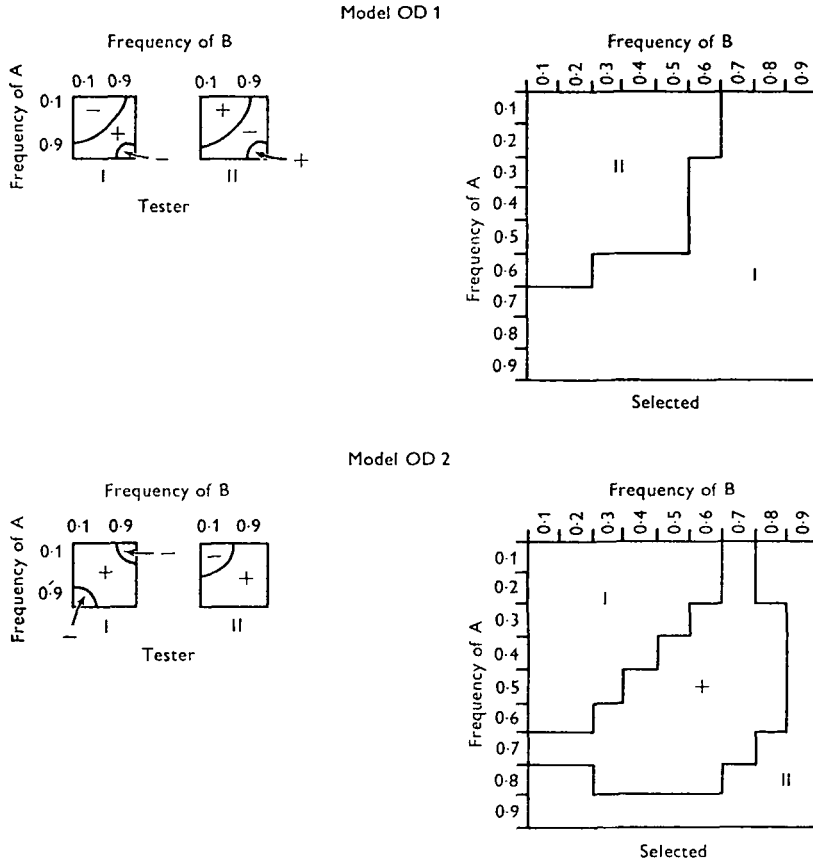 Model OD 1
Frequency of B
0·1 0·9
0·1
0·9
Frequency of A
−
+
−
I
0·1 0·9
+
−
+
II
Tester
Frequency of B
0·1 0·2 0·3 0·4 0·5 0·6 0·7 0·8 0·9
Frequency of A
0·1
0·2
0·3
0·4
0·5
0·6
0·7
0·8
0·9
II
I
Selected
Model OD 2
Frequency of B
0·1 0·9
0·1
0·9
Frequency of A
−
+
−
I
0·1 0·9
−
+
II
Tester
Frequency of B
0·1 0·2 0·3 0·4 0·5 0·6 0·7 0·8 0·9
Frequency of A
0·1
0·2
0·3
0·4
0·5
0·6
0·7
0·8
0·9
I
+
II
Selected